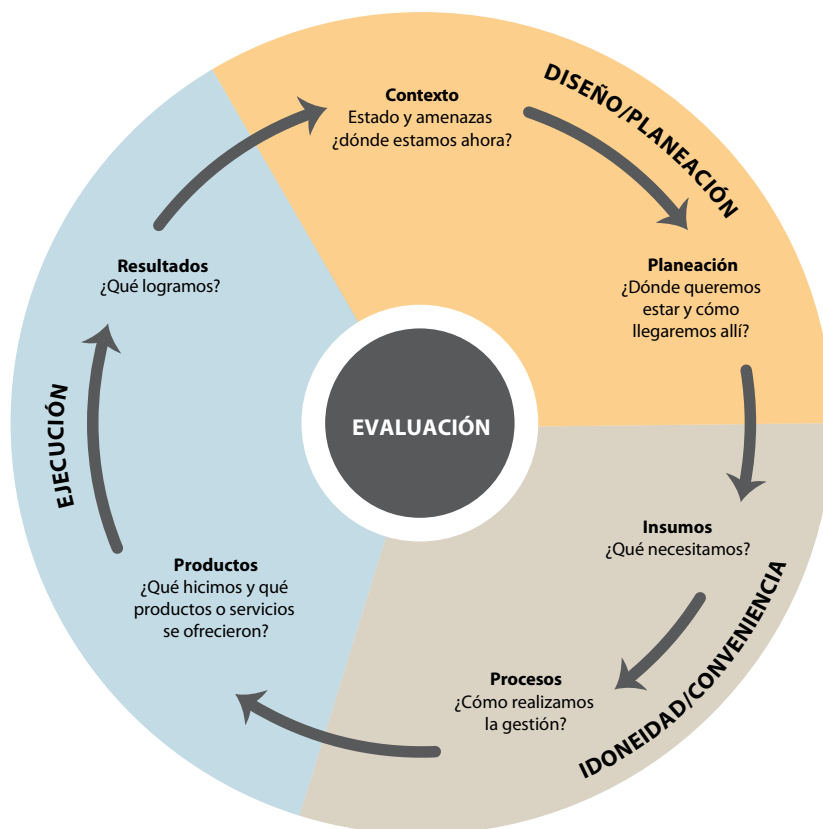 DISEÑO/PLANEACIÓN
Contexto
Estado y amenazas
¿dónde estamos ahora?
Planeación
¿Dónde queremos
estar y cómo
llegaremos allí?
Resultados
¿Qué logramos?
EVALUACIÓN
EJECUCIÓN
Insumos
¿Qué necesitamos?
Productos
¿Qué hicimos y qué
productos o servicios
se ofrecieron?
Procesos
¿Cómo realizamos
la gestión?
IDONEIDAD/CONVENIENCIA